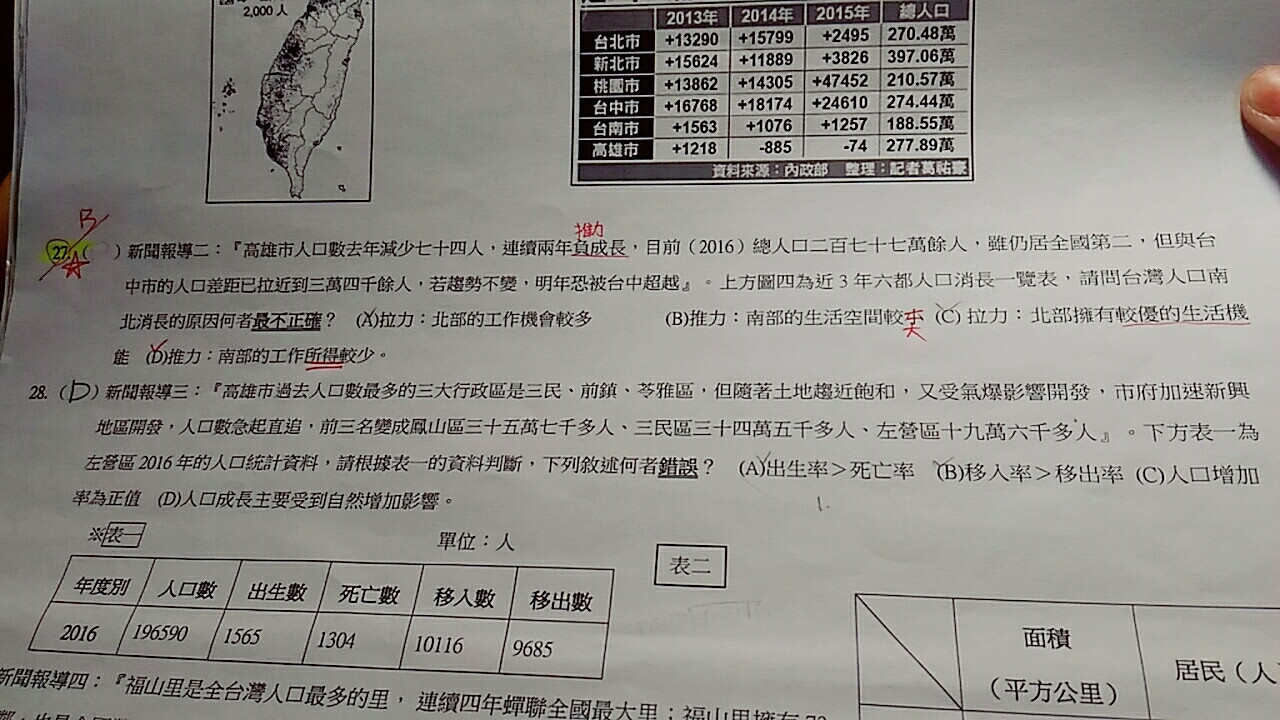 2,000 人
2013年 2014年 2015年 總人口
台北市 +13290 +15799 +2495 270.48萬
新北市 +15624 +11889 +3826 397.06萬
桃園市 +13862 +14305 +47452 210.57萬
台中市 +16768 +18174 +24610 274.44萬
台南市 +1563 +1076 +1257 188.55萬
高雄市 +1218 -885 -74 277.89萬
資料來源：內政部 整理：記者葛祐豪
B
27.( )新聞報導二：『高雄市人口數去年減少七十四人，連續兩年負成長，目前（2016）總人口二百七十七萬餘人，雖仍居全國第二，但與台
中市的人口差距已拉近到三萬四千餘人，若趨勢不變，明年恐被台中超越』。上方圖四為近 3 年六都人口消長一覽表，請問台灣人口南
北消長的原因何者最不正確？ (A)拉力：北部的工作機會較多 (B)推力：南部的生活空間較 大 (C) 拉力：北部擁有較優的生活機
能 (D)推力：南部的工作所得較少。
28.（D）新聞報導三：『高雄市過去人口數最多的三大行政區是三民、前鎮、苓雅區，但隨著土地趨近飽和，又受氣爆影響開發，市府加速新興
地區開發，人口數急起直追，前三名變成鳳山區三十五萬七千多人、三民區三十四萬五千多人、左營區十九萬六千多人』。下方表一為
左營區 2016 年的人口統計資料，請根據表一的資料判斷，下列敘述何者錯誤？ (A)出生率＞死亡率 (B)移入率＞移出率 (C)人口增加
率為正值 (D)人口成長主要受到自然增加影響。
※表一 單位：人
年度別 人口數 出生數 死亡數 移入數 移出數
2016 196590 1565 1304 10116 9685
表二
面積
（平方公里）
居民（人
新聞報導四：『福山里是全台灣人口最多的里，連續四年蟬聯全國最大里；福山里擁有